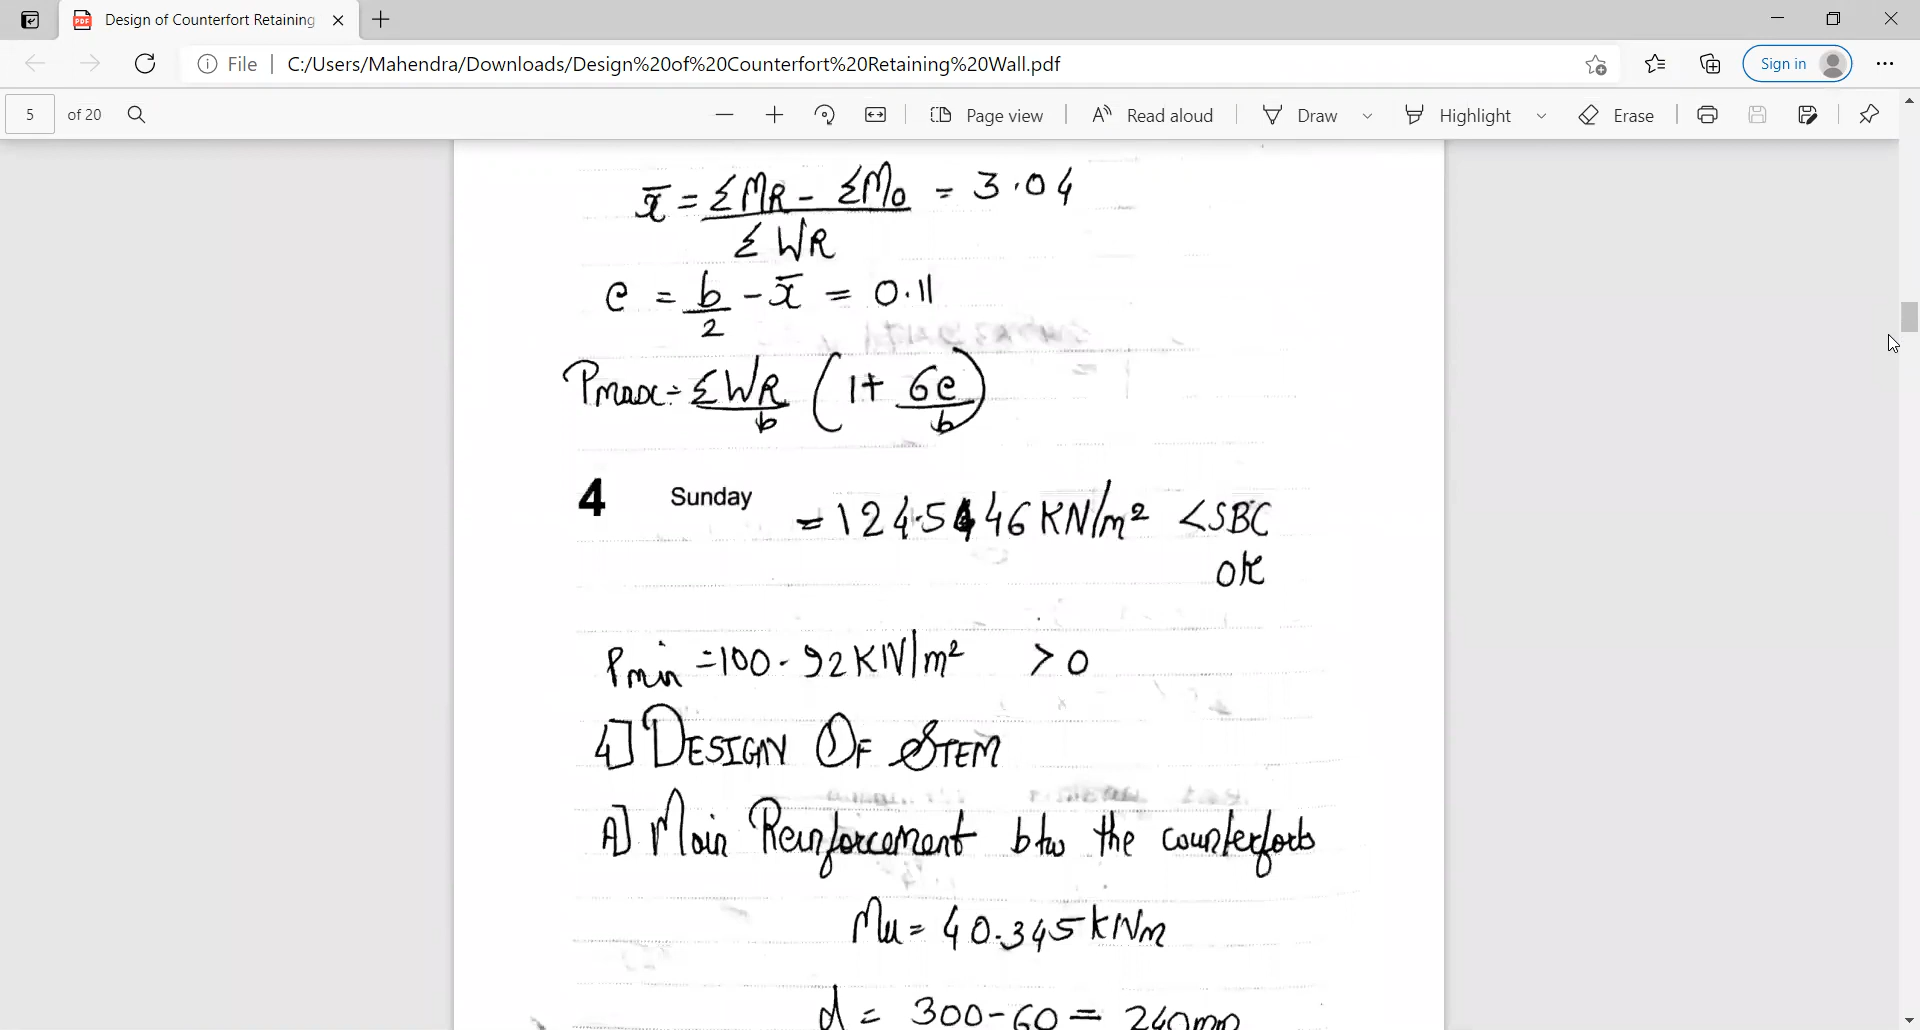 Design of Counterfort Retaining
File | C:/Users/Mahendra/Downloads/Design%20of%20Counterfort%20Retaining%20Wall.pdf
Sign in
5 of 20
Page view
Read aloud
Draw
Highlight
Erase
x̄ = ΣMR - ΣMo / ΣWR = 3.04
e = b/2 - x̄ = 0.11
Pmax = ΣWR/b (1+ 6e/b)
4 Sunday = 124.5446 KN/m² <SBC
OK
Pmin = 100.92 KN/m² > 0
4] DESIGN OF STEM
A] Main Reinforcement btw the counterforts
Mu = 40.345 kNm
d = 300-60 = 240mm